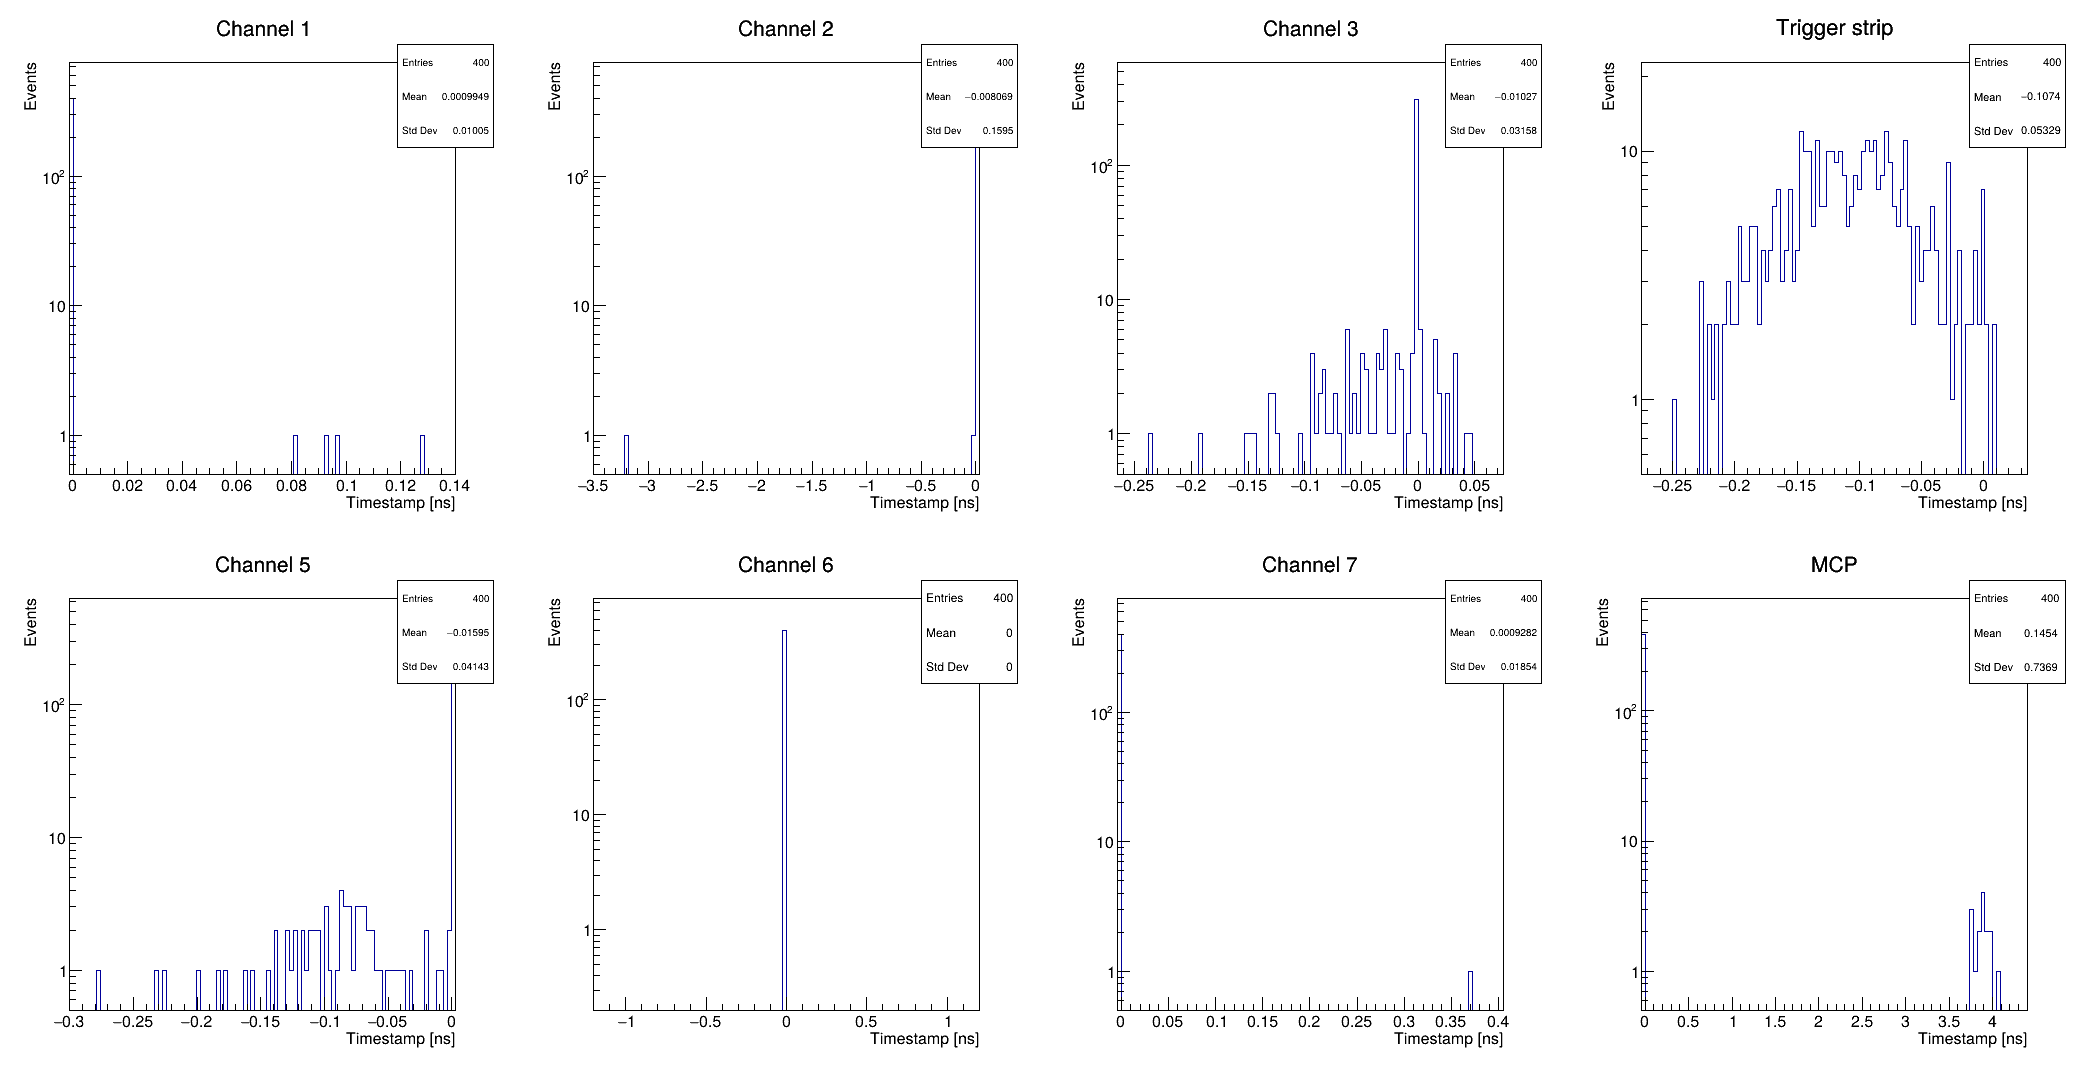 Channel 1
Events
Entries 400
Mean 0.0009949
Std Dev 0.01005
10²
10
1
0 0.02 0.04 0.06 0.08 0.1 0.12 0.14
Timestamp [ns]
Channel 2
Events
Entries 400
Mean −0.008069
Std Dev 0.1595
10²
10
1
−3.5 −3 −2.5 −2 −1.5 −1 −0.5 0
Timestamp [ns]
Channel 3
Events
Entries 400
Mean −0.01027
Std Dev 0.03158
10²
10
1
−0.25 −0.2 −0.15 −0.1 −0.05 0 0.05
Timestamp [ns]
Trigger strip
Events
Entries 400
Mean −0.1074
Std Dev 0.05329
10
1
−0.25 −0.2 −0.15 −0.1 −0.05 0
Timestamp [ns]
Channel 5
Events
Entries 400
Mean −0.01595
Std Dev 0.04143
10²
10
1
−0.3 −0.25 −0.2 −0.15 −0.1 −0.05 0
Timestamp [ns]
Channel 6
Events
Entries 400
Mean 0
Std Dev 0
10²
10
1
−1 −0.5 0 0.5 1
Timestamp [ns]
Channel 7
Events
Entries 400
Mean 0.0009282
Std Dev 0.01854
10²
10
1
0 0.05 0.1 0.15 0.2 0.25 0.3 0.35 0.4
Timestamp [ns]
MCP
Events
Entries 400
Mean 0.1454
Std Dev 0.7369
10²
10
1
0 0.5 1 1.5 2 2.5 3 3.5 4
Timestamp [ns]